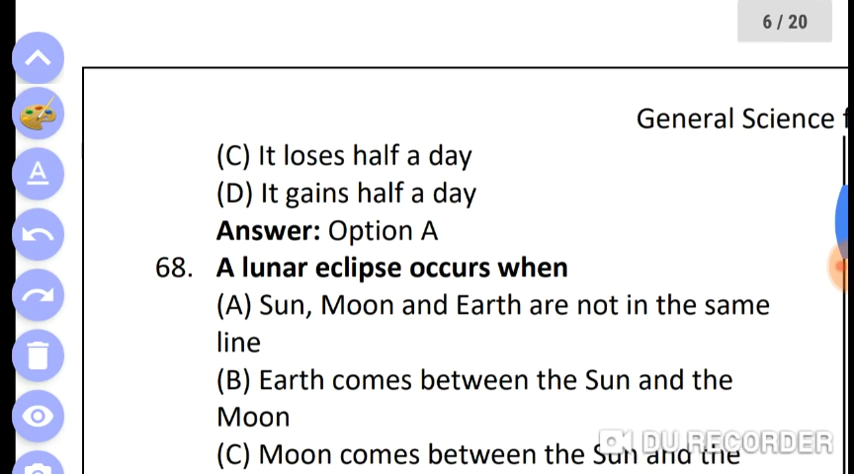 6 / 20
General Science
(C) It loses half a day
(D) It gains half a day
Answer: Option A
68. A lunar eclipse occurs when
(A) Sun, Moon and Earth are not in the same
line
(B) Earth comes between the Sun and the
Moon
(C) Moon comes between the Sun and the
DU RECORDER
A